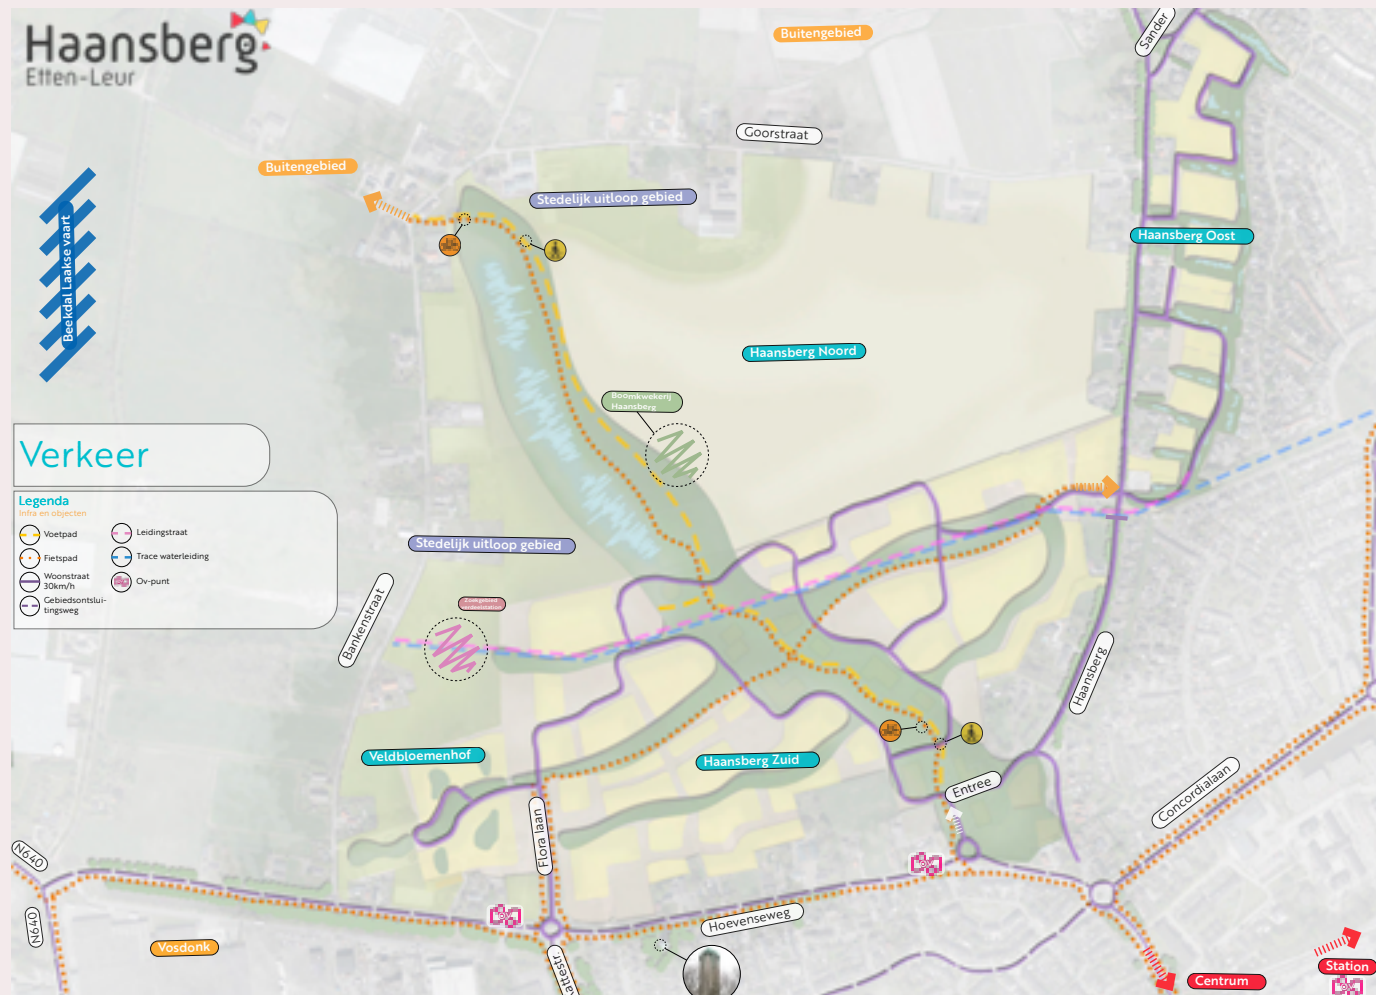 Haansberg
Etten-Leur
Buitengebied
Sander
Goorstraat
Buitengebied
Stedelijk uitloop gebied
Haansberg Oost
Beekdal Laakse vaart
Haansberg Noord
Boomkwekerij
Haansberg
Verkeer
Legenda
Infra en objecten
Voetpad
Fietspad
Woonstraat
30km/h
Gebiedsontslui-
tingsweg
Leidingstraat
Trace waterleiding
Ov-punt
Stedelijk uitloop gebied
Bankenstraat
Zoekgebied
verdeelstation
Haansberg
Veldbloemenhof
Haansberg Zuid
Entree
Concordialaan
Flora laan
N640
N640
Hoevenseweg
Vosdonk
Centrum
Station